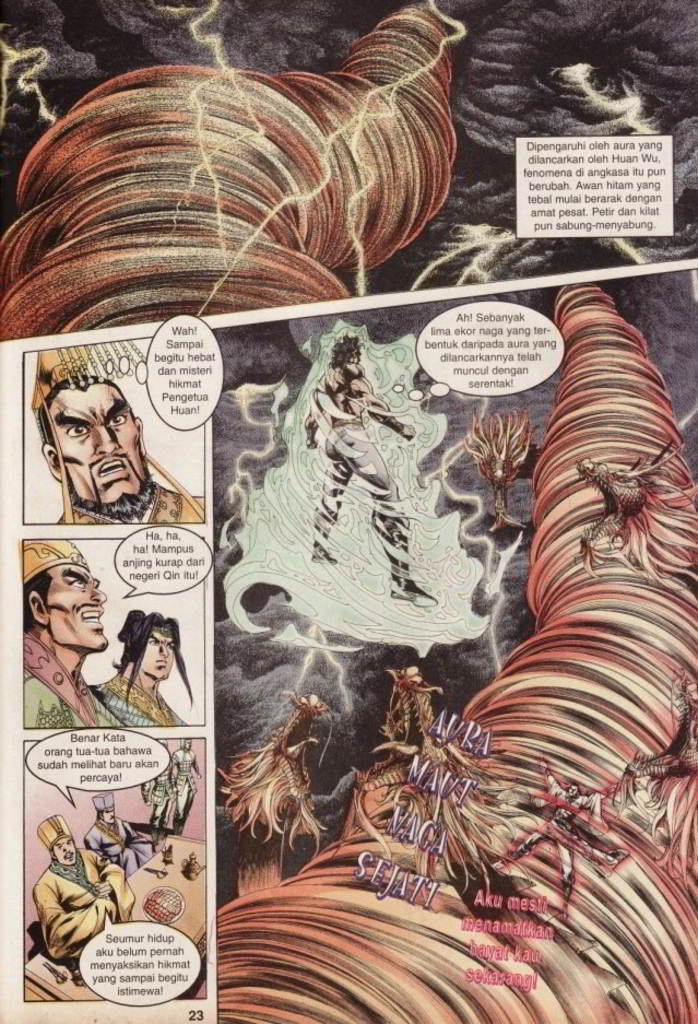 Dipengaruhi oleh aura yang
dilancarkan oleh Huan Wu,
fenomena di angkasa itu pun
berubah. Awan hitam yang
tebal mulai berarak dengan
amat pesat. Petir dan kilat
pun sabung-menyabung.
Wah!
Sampai
begitu hebat
dan misteri
hikmat
Pengetua
Huan!
Ah! Sebanyak
lima ekor naga yang ter-
bentuk daripada aura yang
dilancarkannya telah
muncul dengan
serentak!
Ha, ha,
ha! Mampus
anjing kurap dari
negeri Qin itu!
Benar Kata
orang tua-tua bahawa
sudah melihat baru akan
percaya!
Seumur hidup
aku belum pernah
menyaksikan hikmat
yang sampai begitu
istimewa!
AURA
MAUT
NAGA
SEJATI
Aku mesti
menamatkan
hayat kau
sekarang!
23